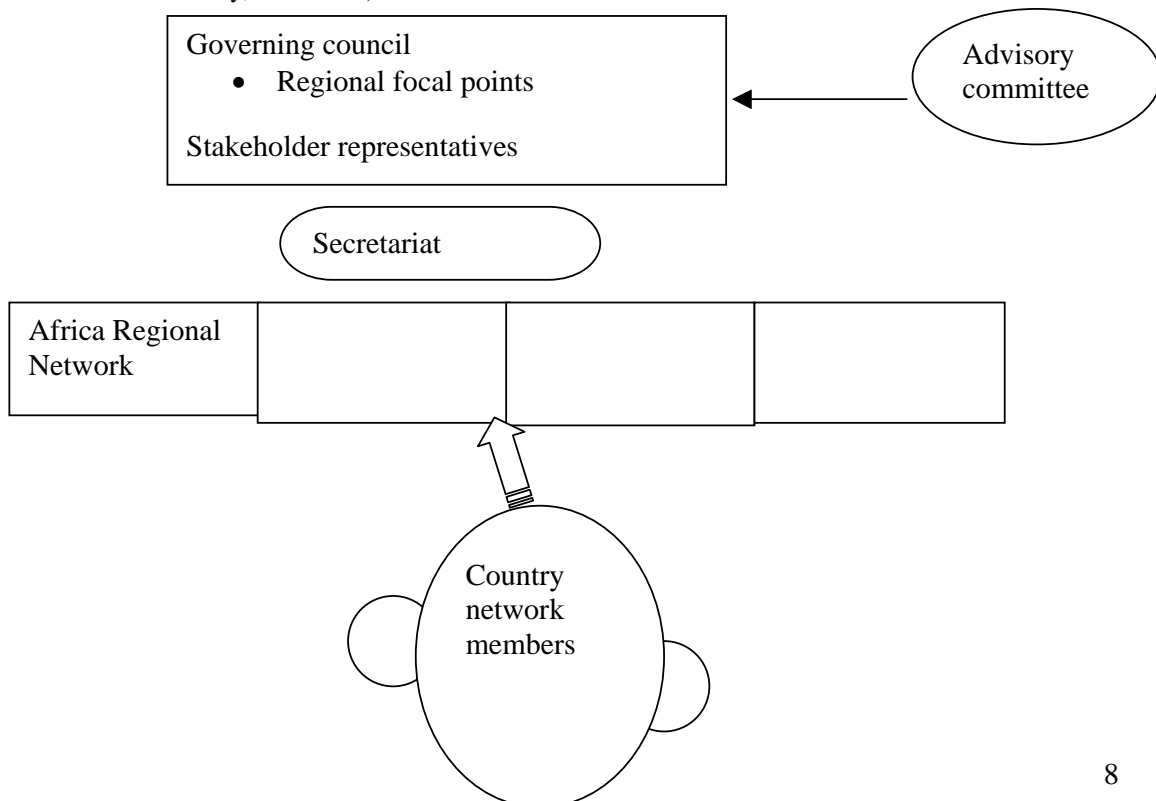 Governing council
• Regional focal points
Stakeholder representatives
Advisory
committee
Secretariat
Africa Regional
Network
Country
network
members
8